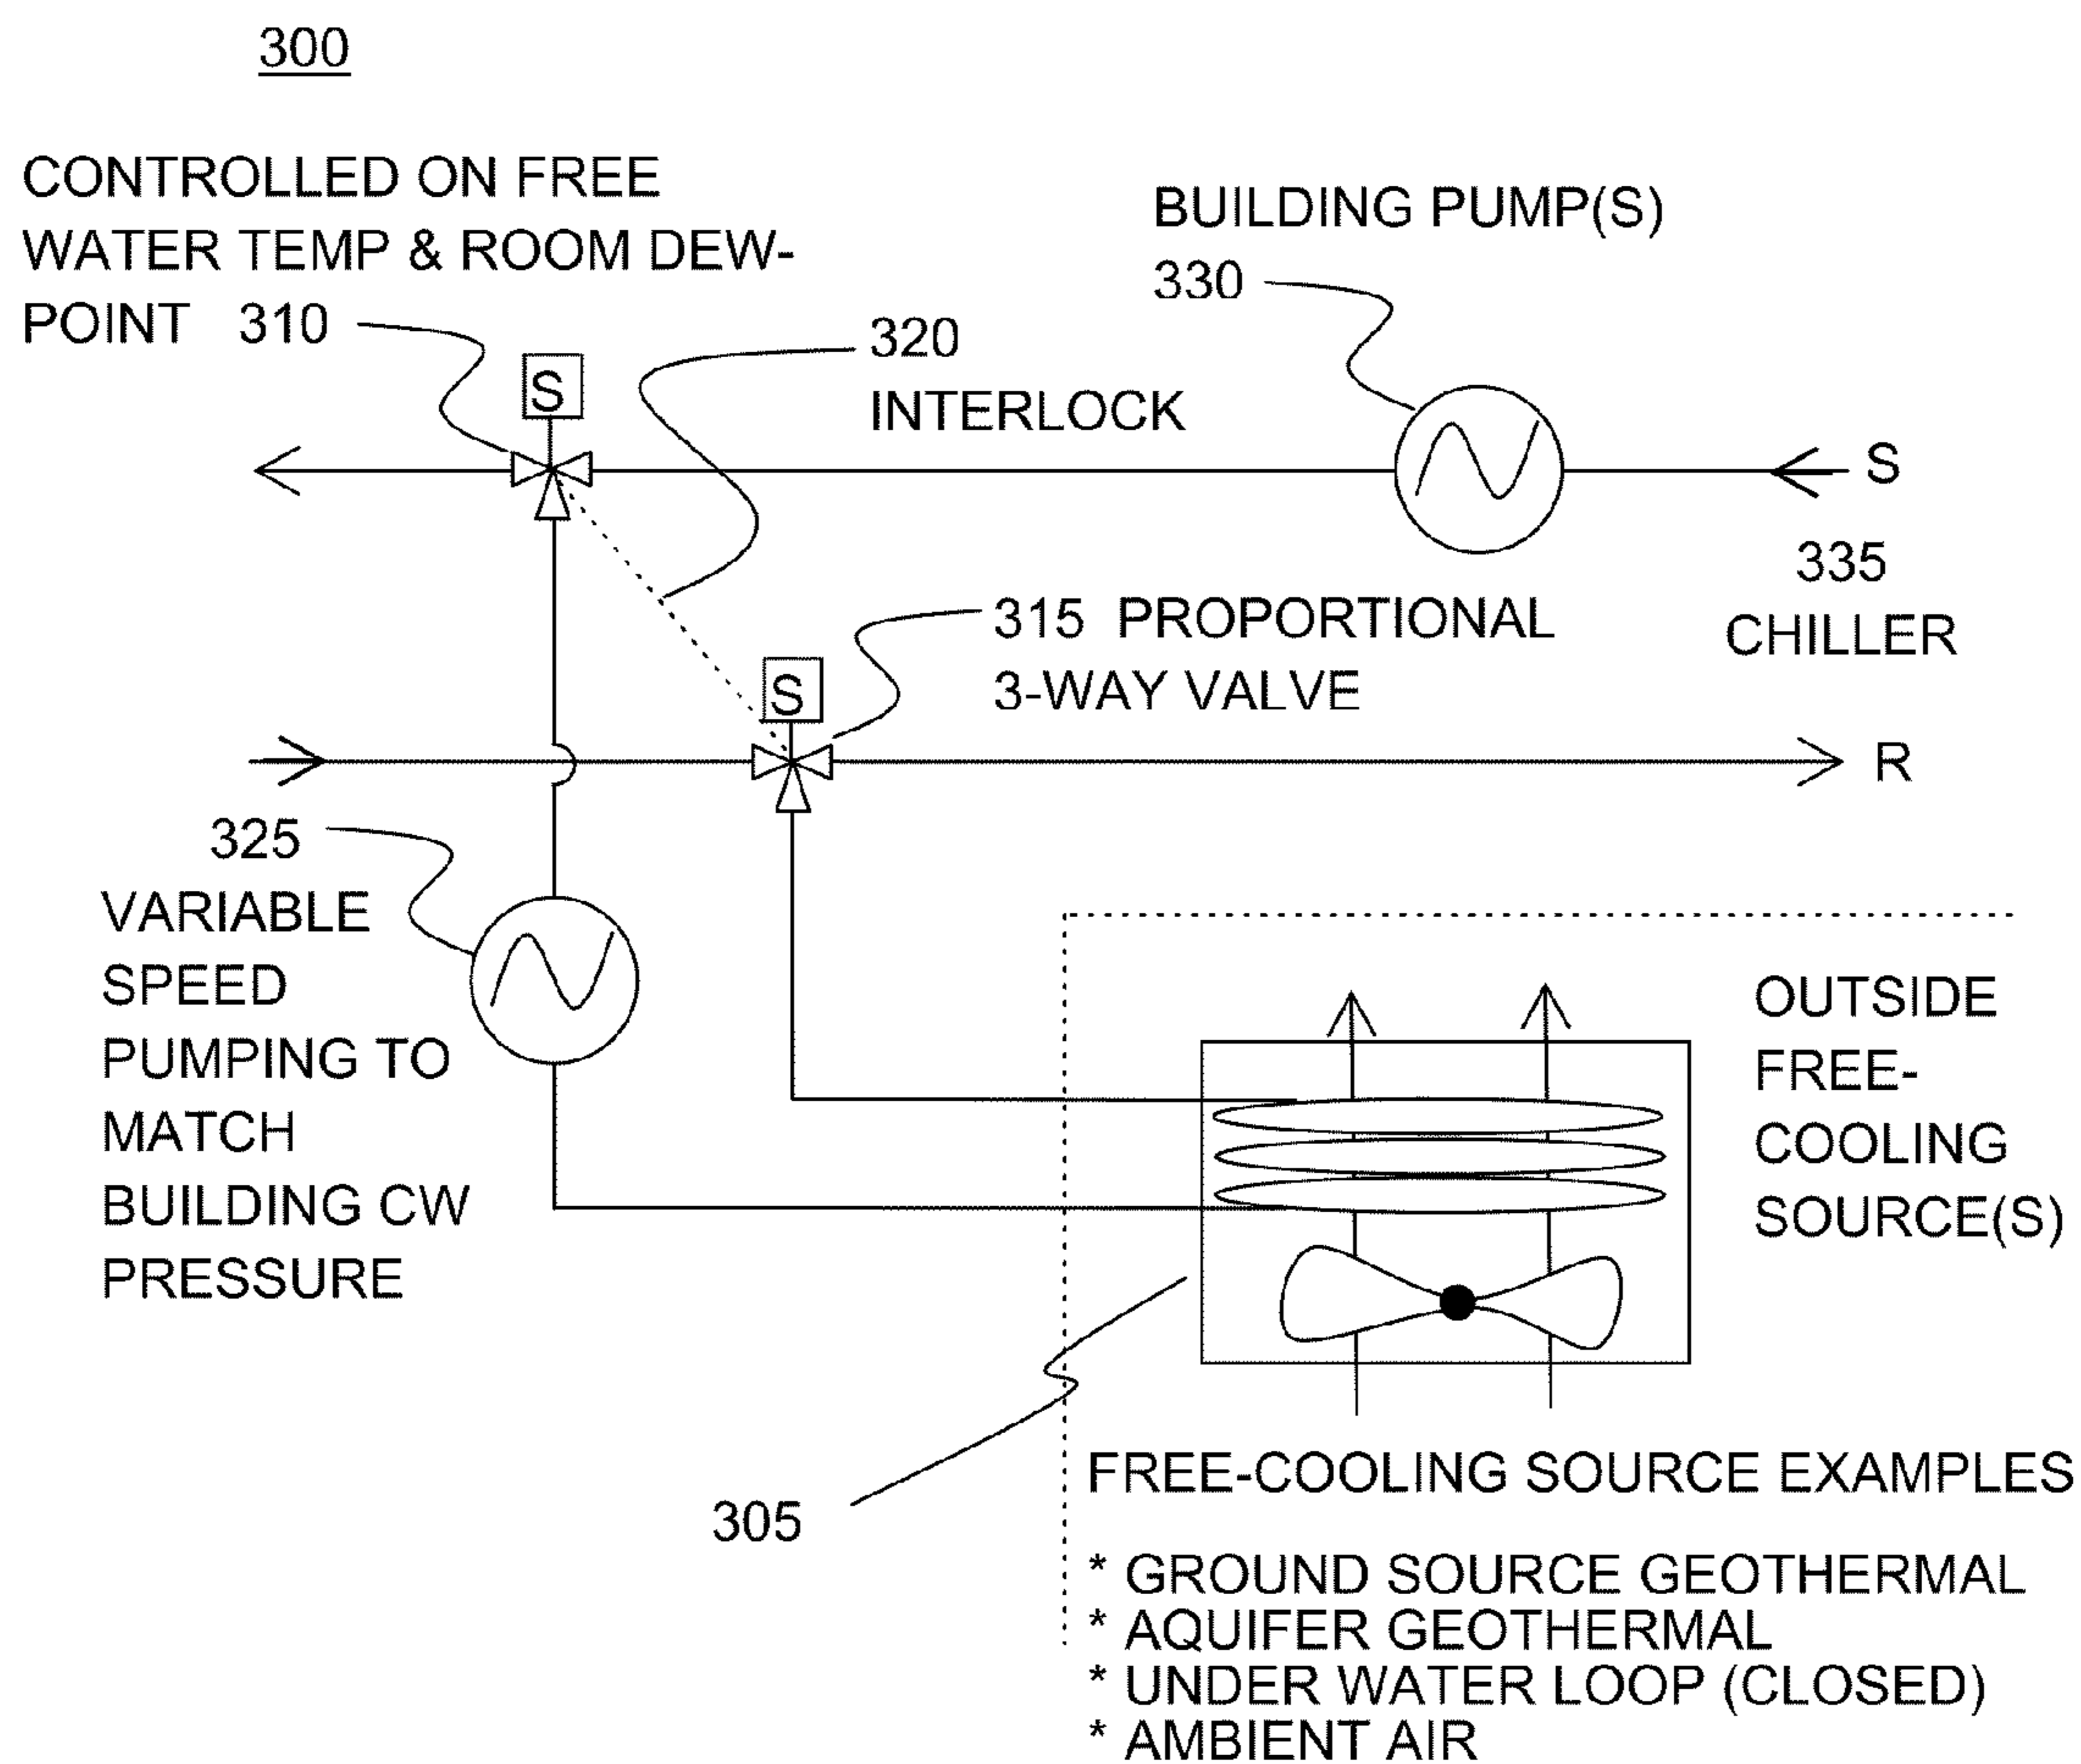 300
CONTROLLED ON FREE
WATER TEMP & ROOM DEW-
POINT 310
BUILDING PUMP(S)
330
320
INTERLOCK
S
S
335
CHILLER
315 PROPORTIONAL
3-WAY VALVE
S
R
325
VARIABLE
SPEED
PUMPING TO
MATCH
BUILDING CW
PRESSURE
OUTSIDE
FREE-
COOLING
SOURCE(S)
305
FREE-COOLING SOURCE EXAMPLES
* GROUND SOURCE GEOTHERMAL
* AQUIFER GEOTHERMAL
* UNDER WATER LOOP (CLOSED)
* AMBIENT AIR